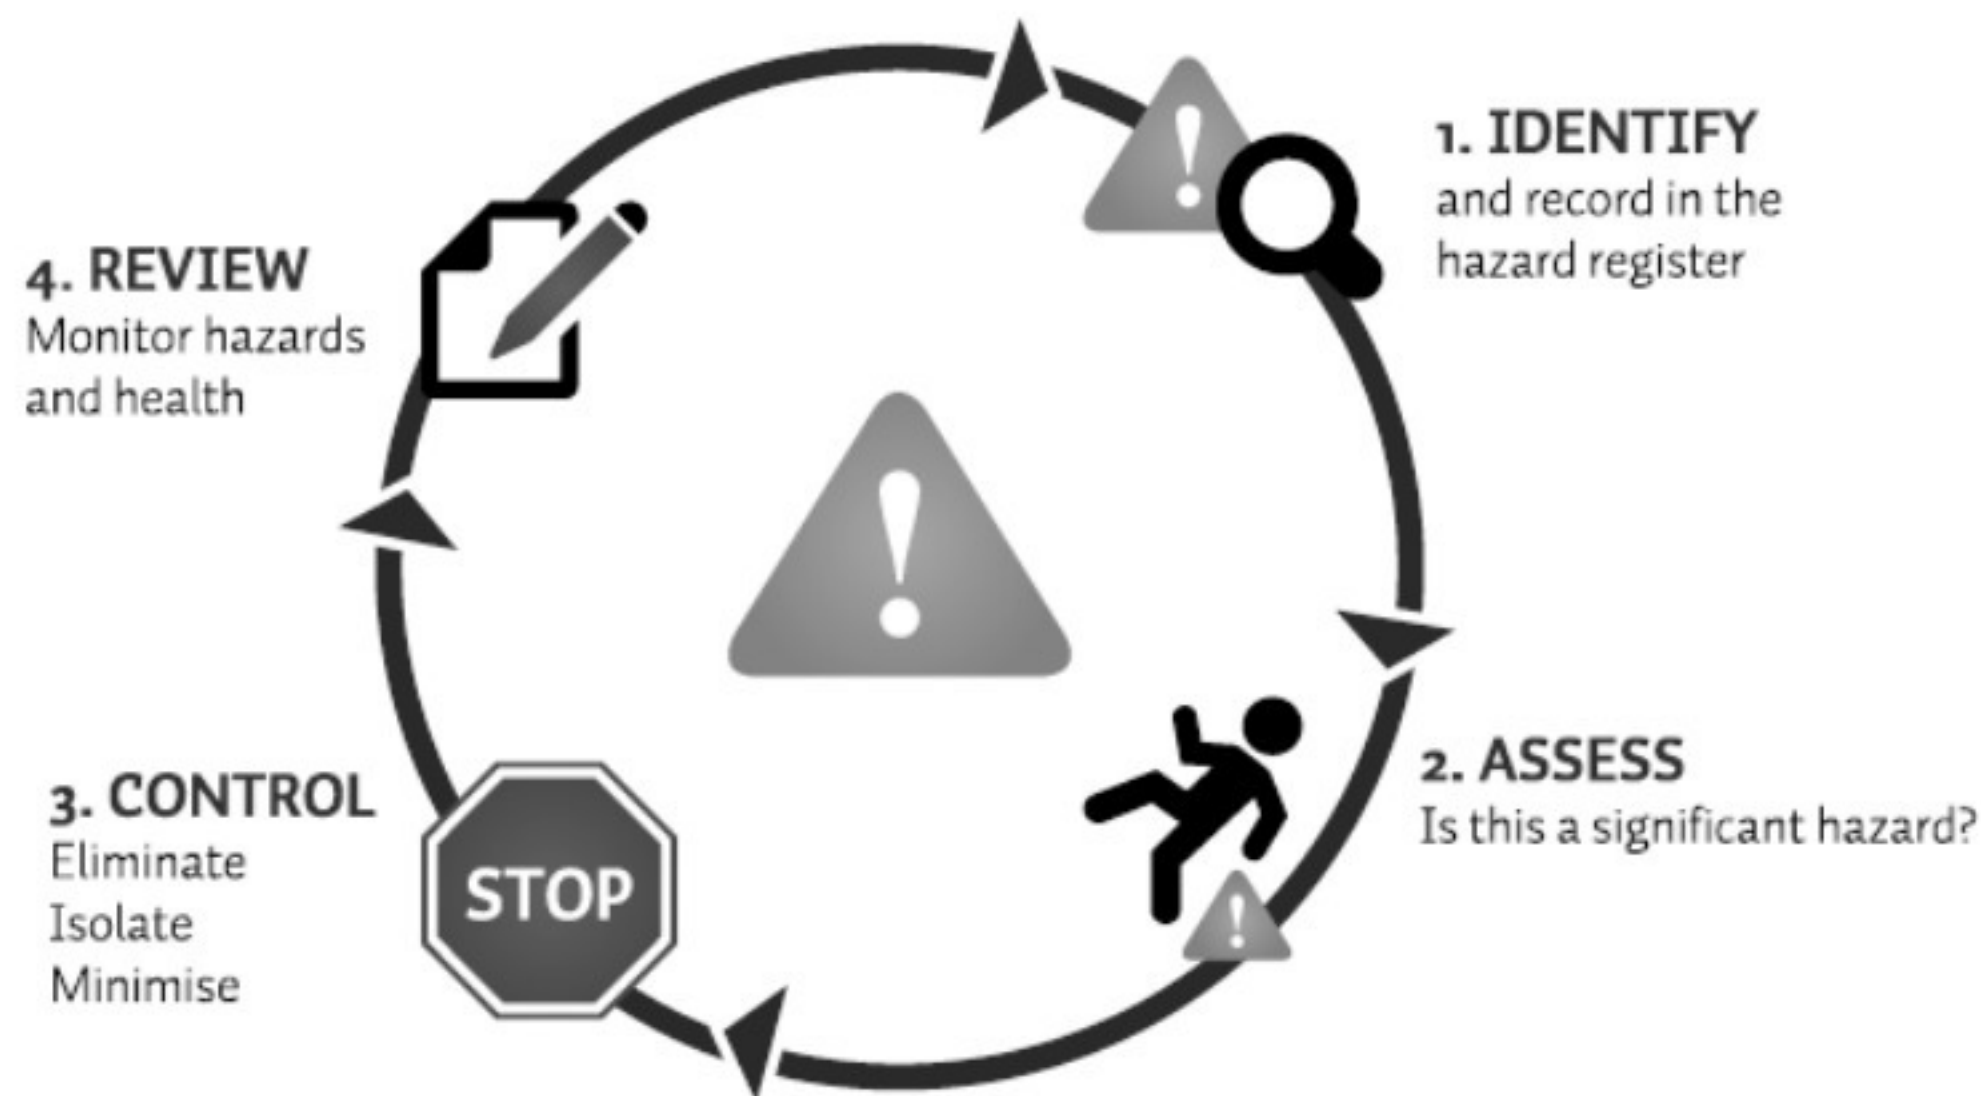 1. IDENTIFY
and record in the
hazard register
2. ASSESS
Is this a significant hazard?
3. CONTROL
Eliminate
Isolate
Minimise
STOP
4. REVIEW
Monitor hazards
and health